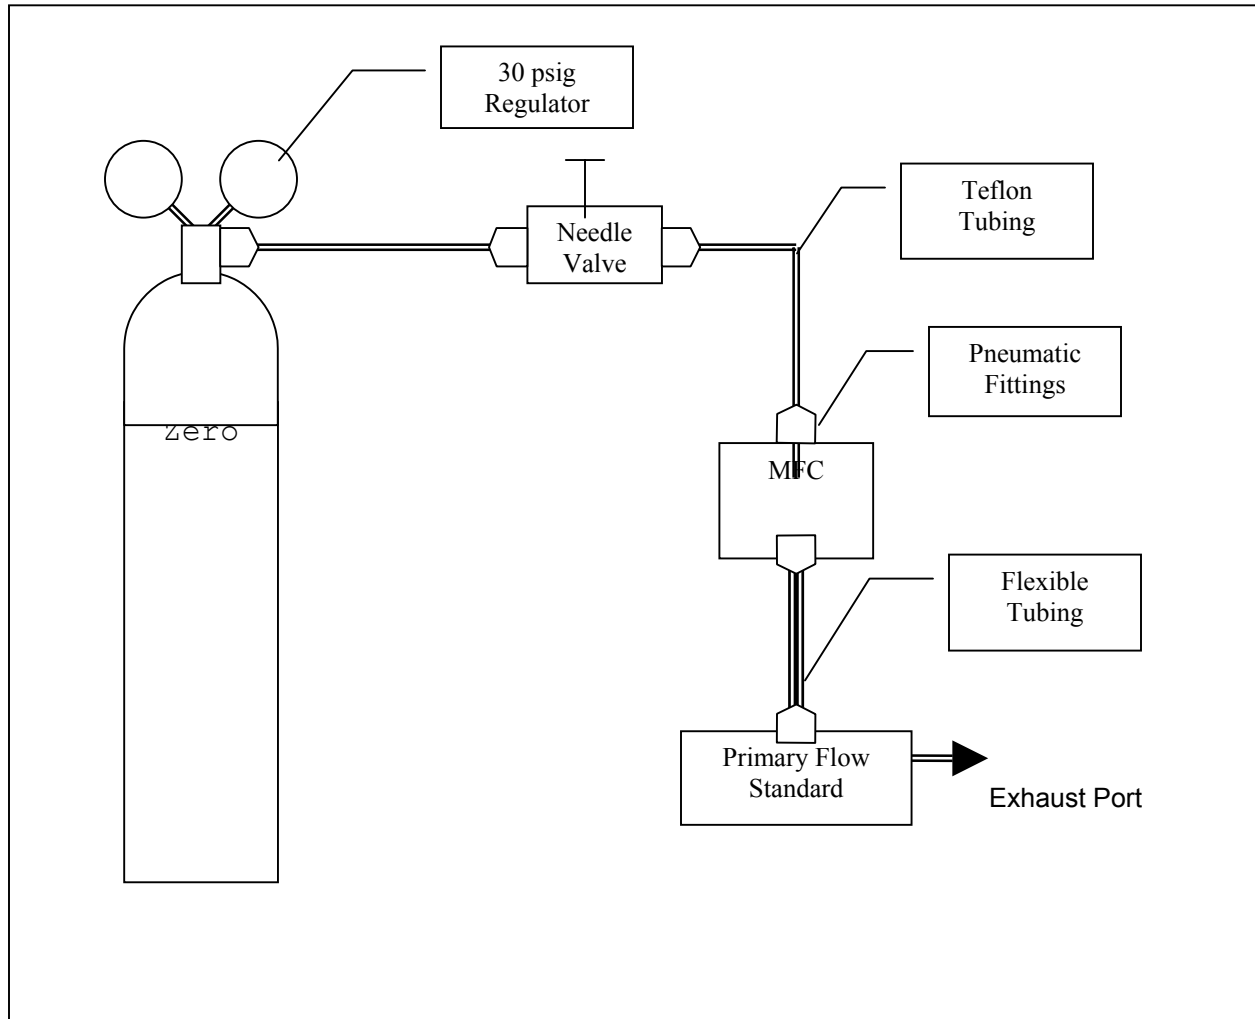 30 psig
Regulator
Needle
Valve
Teflon
Tubing
Pneumatic
Fittings
zero
MFC
Flexible
Tubing
Primary Flow
Standard
Exhaust Port